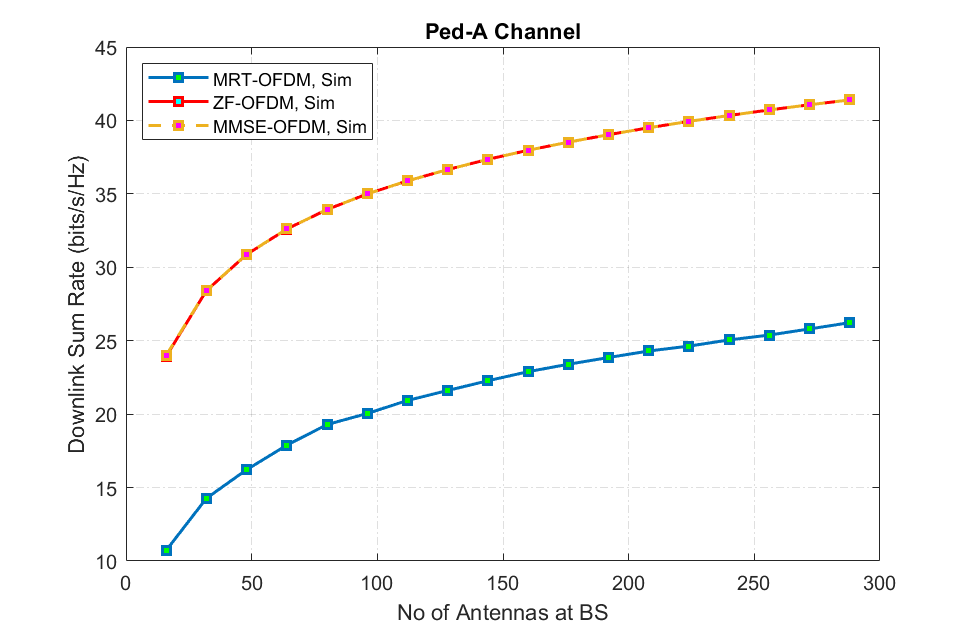 Ped-A Channel
MRT-OFDM, Sim
ZF-OFDM, Sim
MMSE-OFDM, Sim
Downlink Sum Rate (bits/s/Hz)
45
40
35
30
25
20
15
10
0 50 100 150 200 250 300
No of Antennas at BS